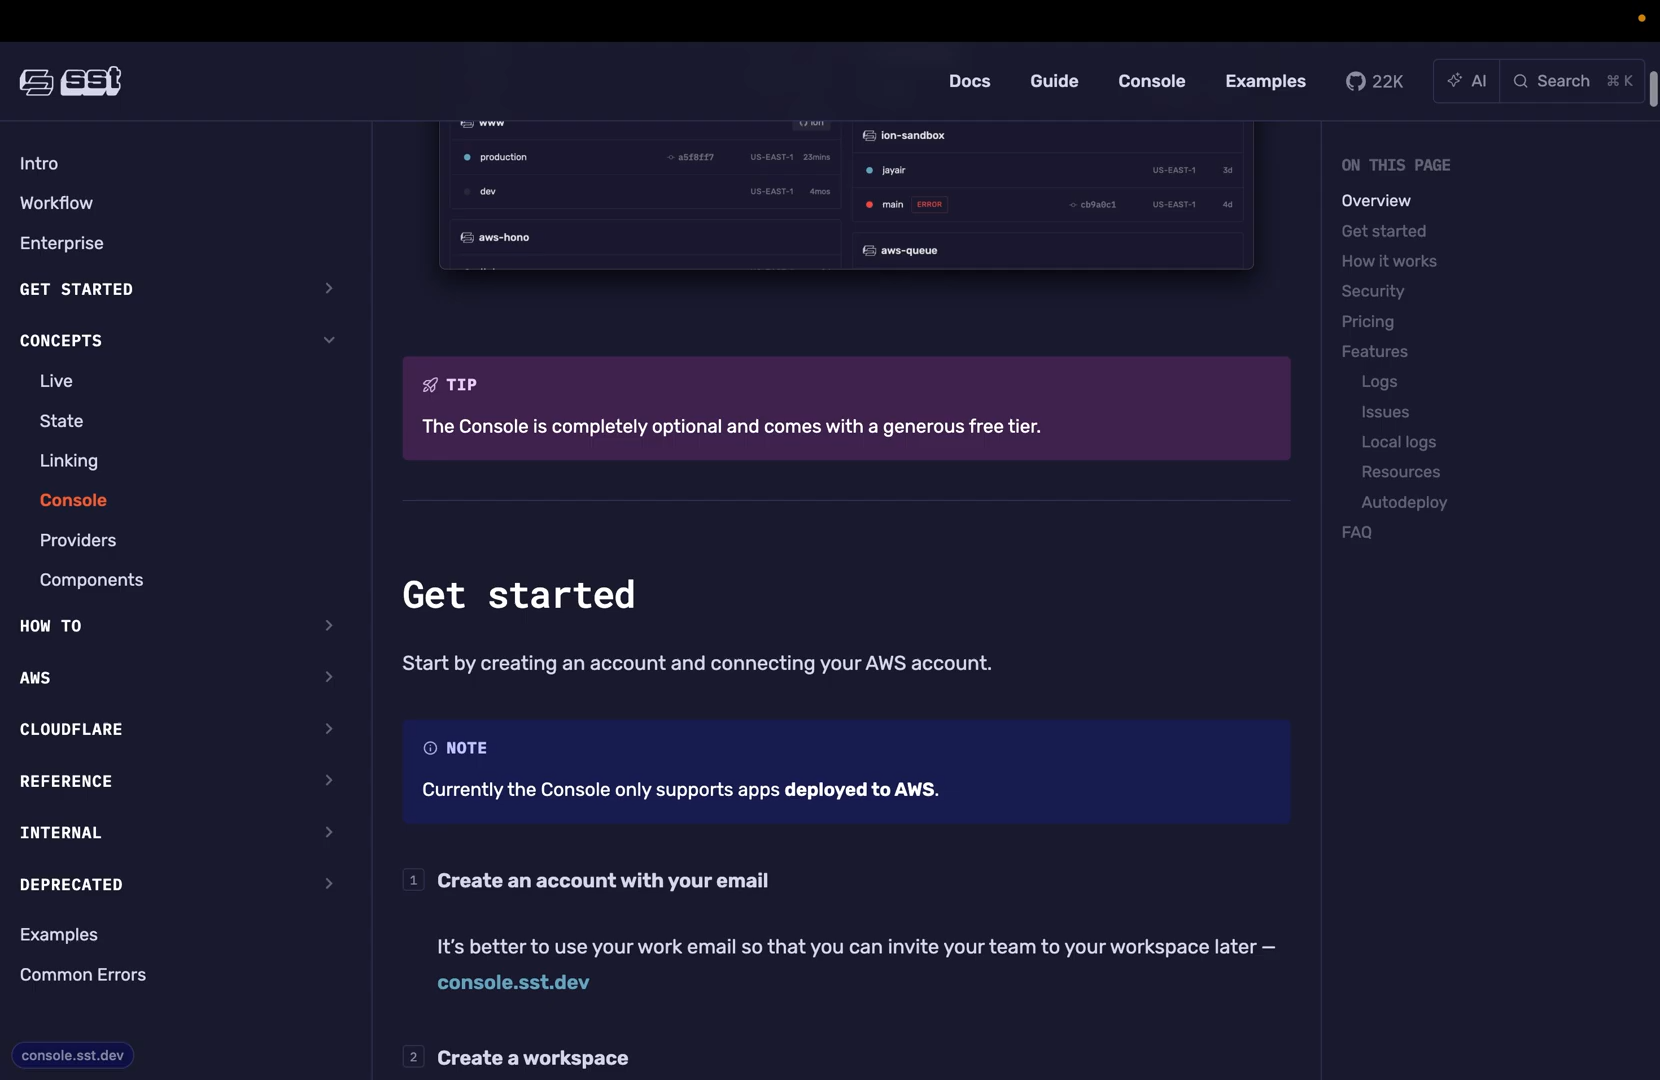 sst
Docs
Guide
Console
Examples
22K
AI
Search
⌘ K
Intro
Workflow
Enterprise
GET STARTED
CONCEPTS
Live
State
Linking
Console
Providers
Components
HOW TO
AWS
CLOUDFLARE
REFERENCE
INTERNAL
DEPRECATED
Examples
Common Errors
console.sst.dev
www
ion
production a5f8ff7 US-EAST-1 23mins
dev US-EAST-1 4mos
aws-hono
ion-sandbox
jayair US-EAST-1 3d
main ERROR cb9a0c1 US-EAST-1 4d
aws-queue
TIP
The Console is completely optional and comes with a generous free tier.
Get started
Start by creating an account and connecting your AWS account.
NOTE
Currently the Console only supports apps deployed to AWS.
1 Create an account with your email
It’s better to use your work email so that you can invite your team to your workspace later —
console.sst.dev
2 Create a workspace
ON THIS PAGE
Overview
Get started
How it works
Security
Pricing
Features
Logs
Issues
Local logs
Resources
Autodeploy
FAQ